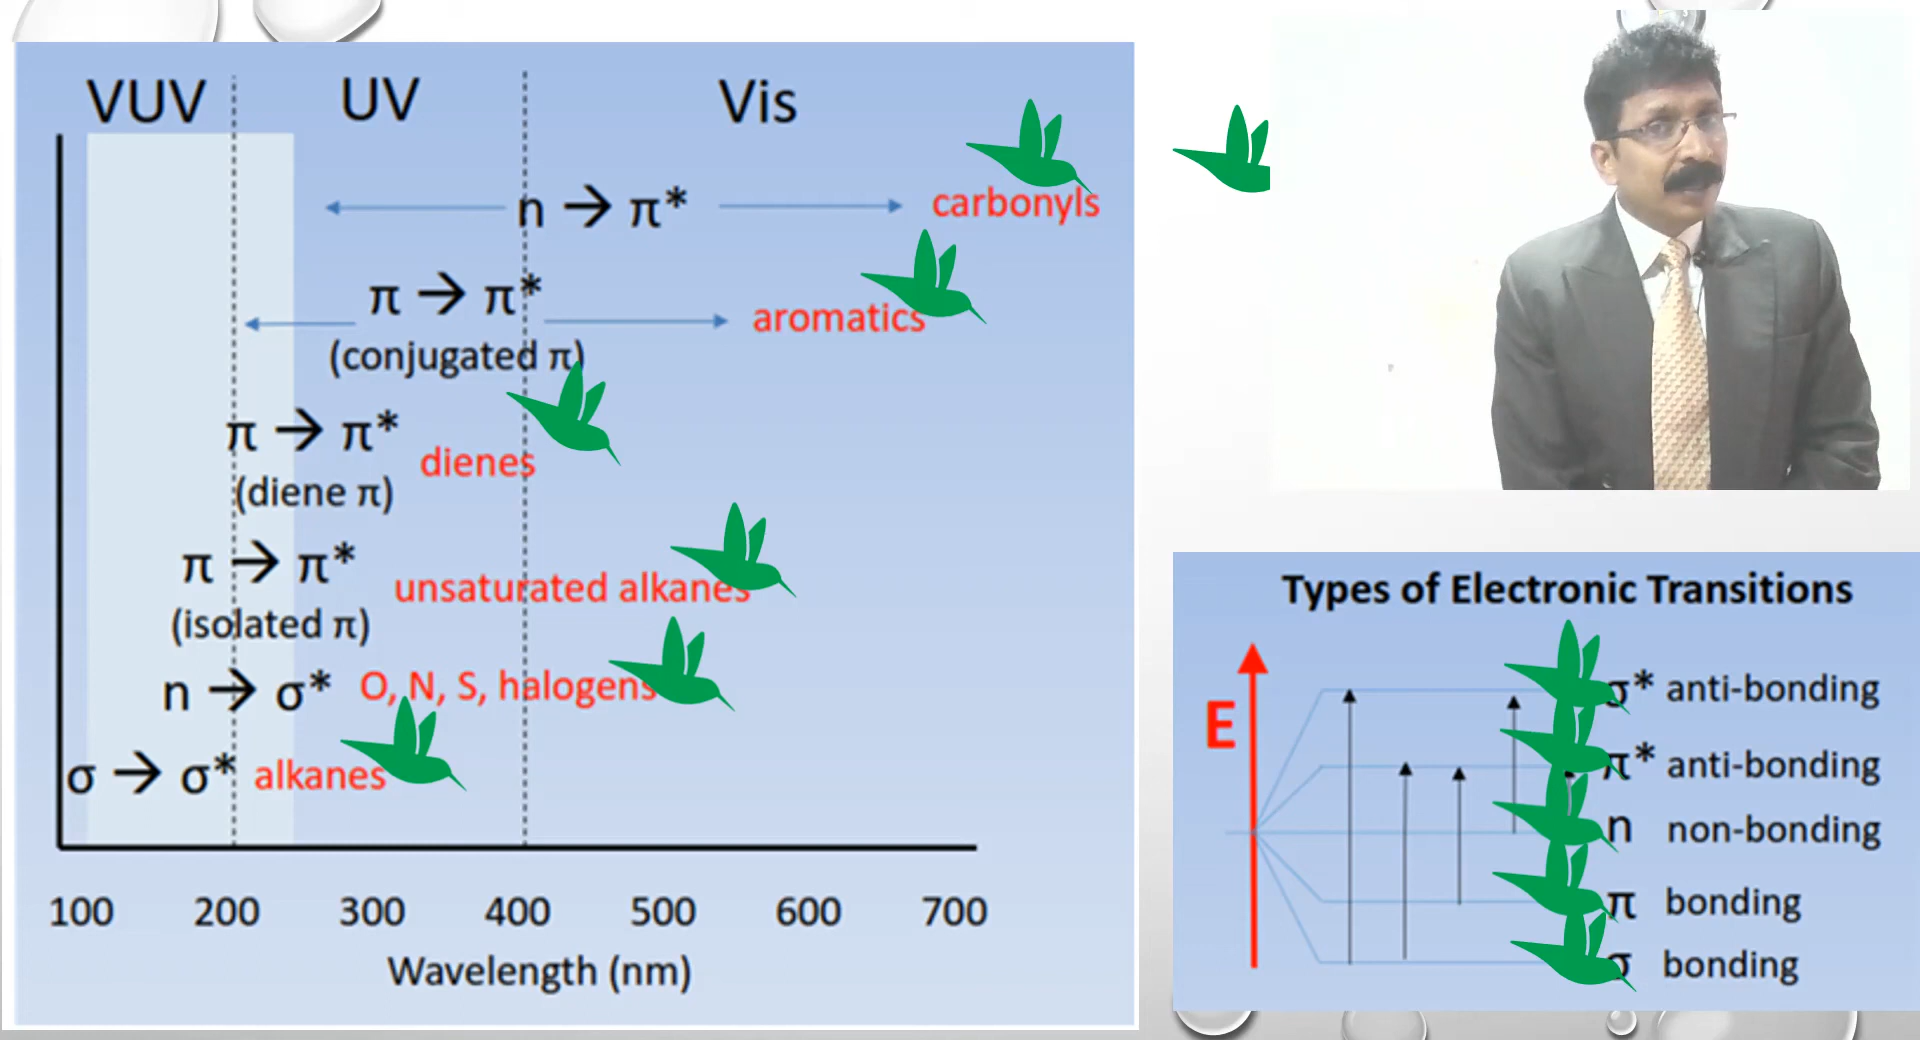 VUV UV Vis
n → π* carbonyls
π → π*
(conjugated π) aromatics
π → π*
(diene π) dienes
π → π*
(isolated π) unsaturated alkanes
n → σ* O, N, S, halogens
σ → σ* alkanes
100 200 300 400 500 600 700
Wavelength (nm)
Types of Electronic Transitions
E
σ* anti-bonding
π* anti-bonding
n non-bonding
π bonding
σ bonding